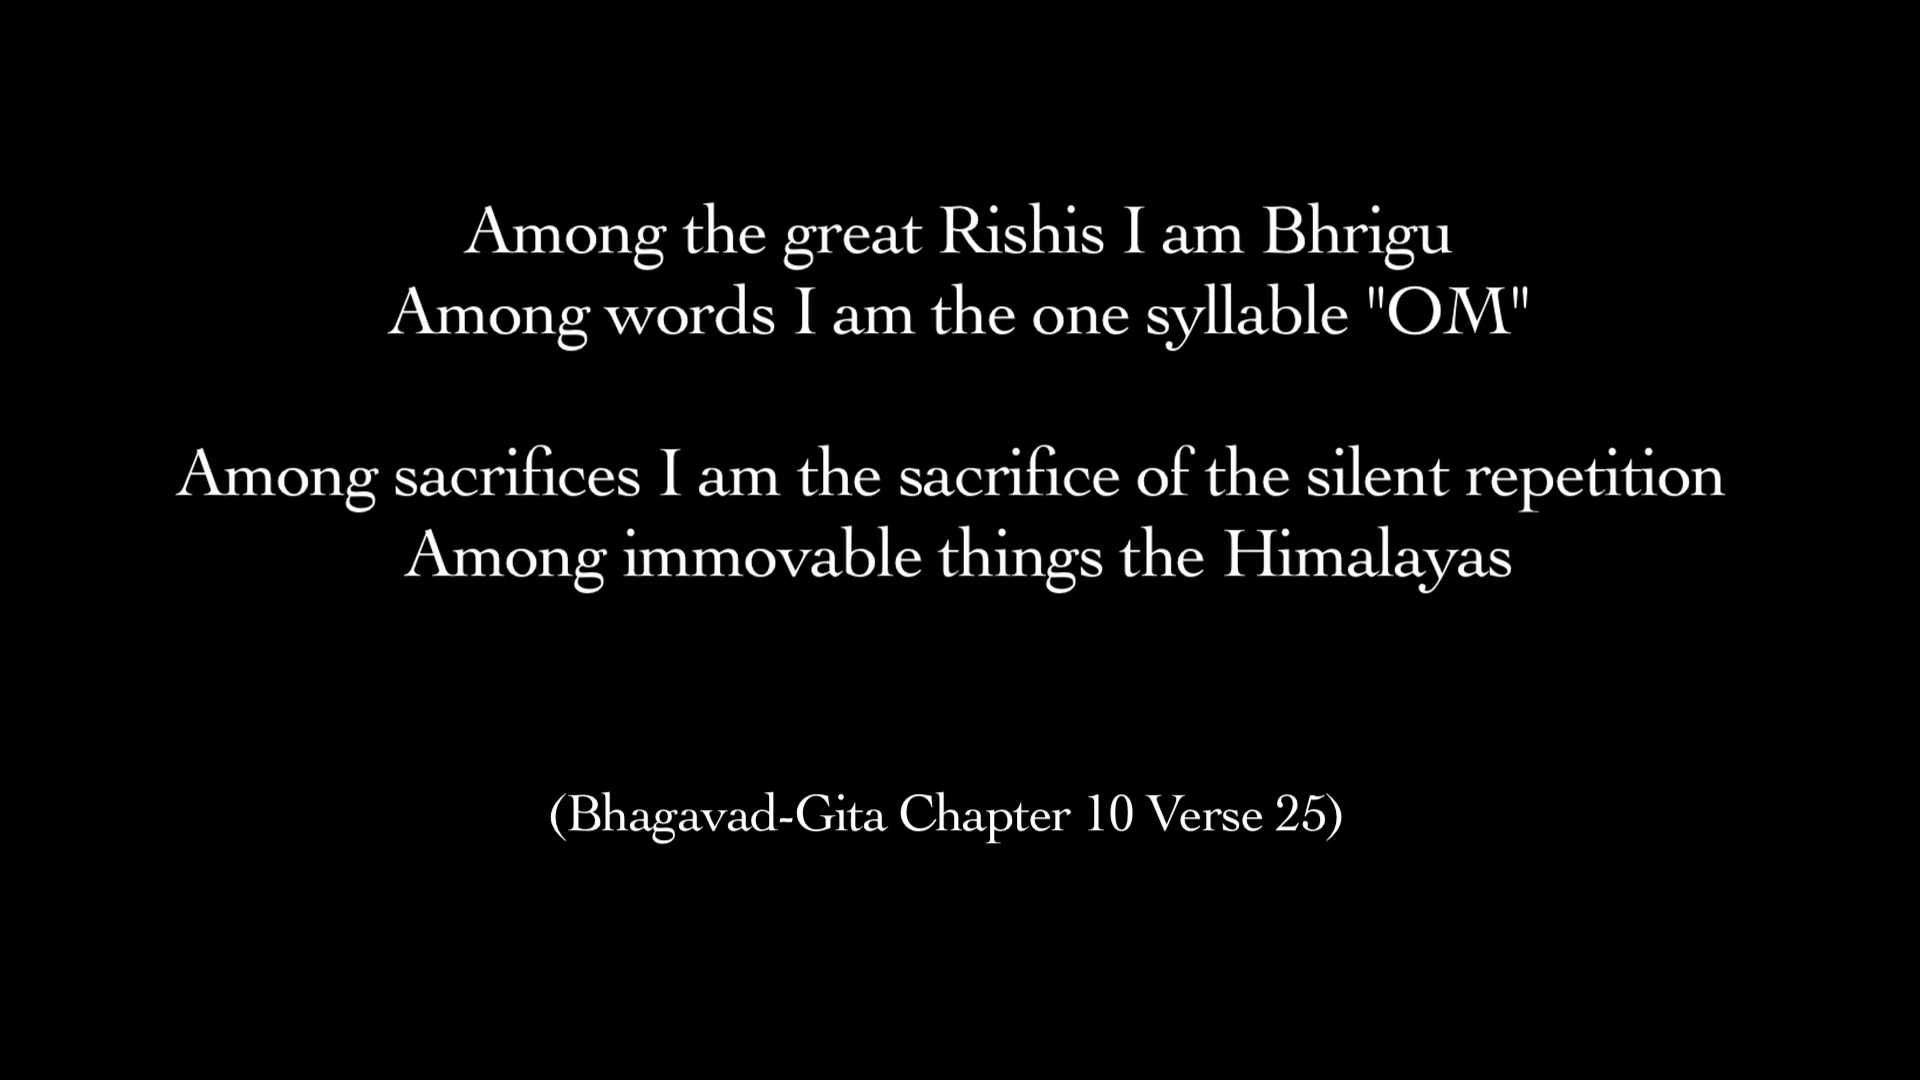 Among the great Rishis I am Bhrigu
Among words I am the one syllable "OM"
Among sacrifices I am the sacrifice of the silent repetition
Among immovable things the Himalayas
(Bhagavad-Gita Chapter 10 Verse 25)